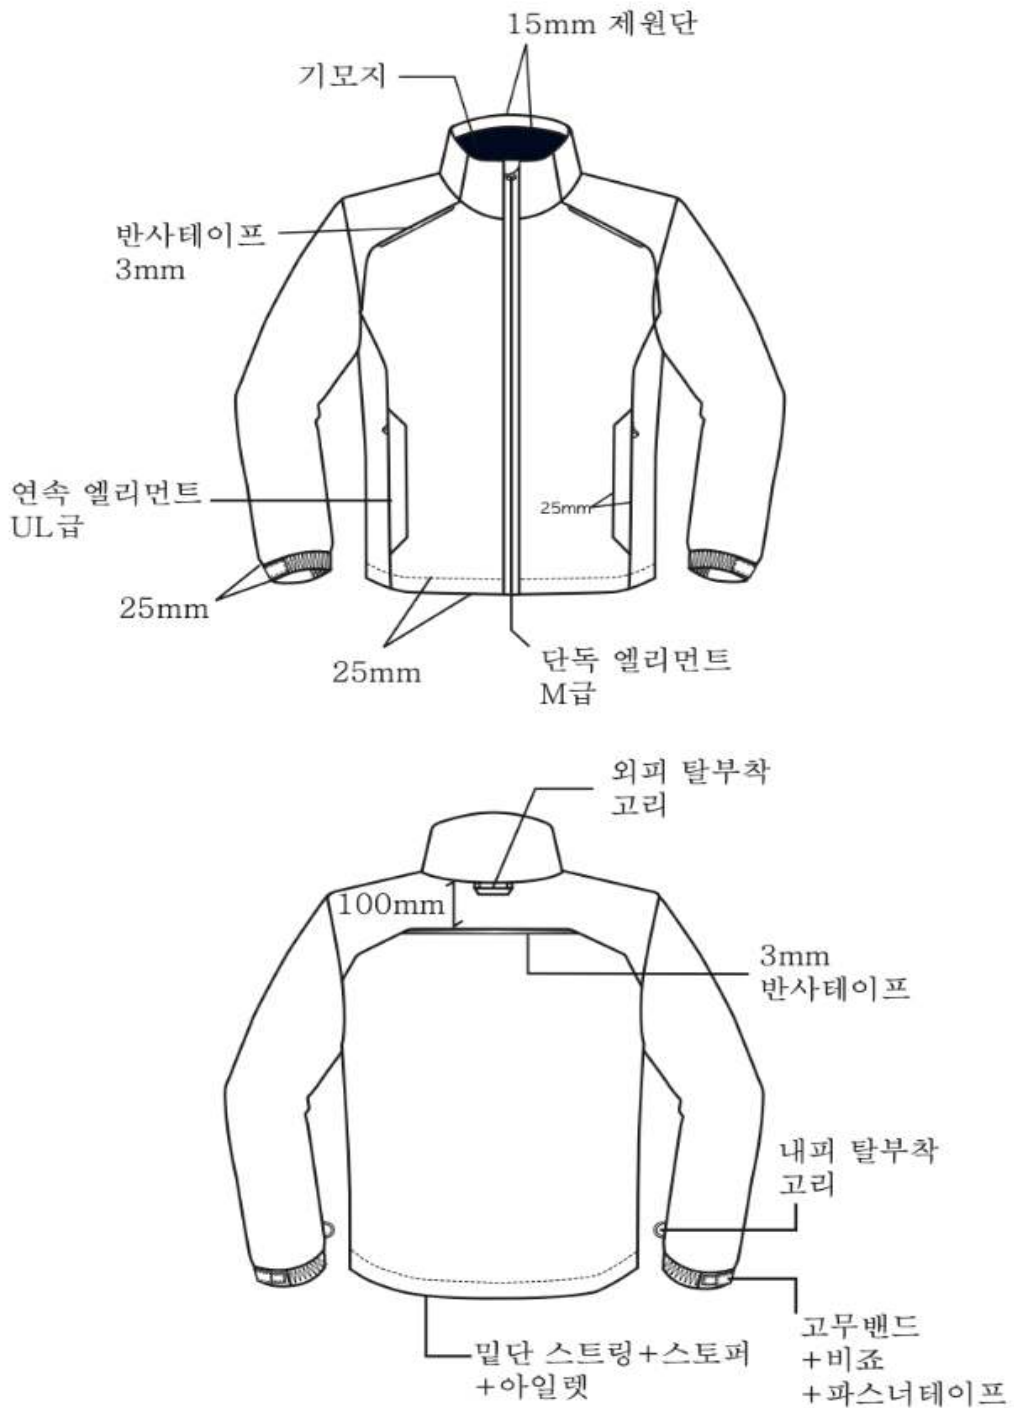 15mm 제원단
기모지
반사테이프
3mm
연속 엘리먼트
UL급
25mm
25mm
25mm
단독 엘리먼트
M급
외피 탈부착
고리
100mm
3mm
반사테이프
내피 탈부착
고리
고무밴드
+비죠
+파스너테이프
밑단 스트링+스토퍼
+아일렛